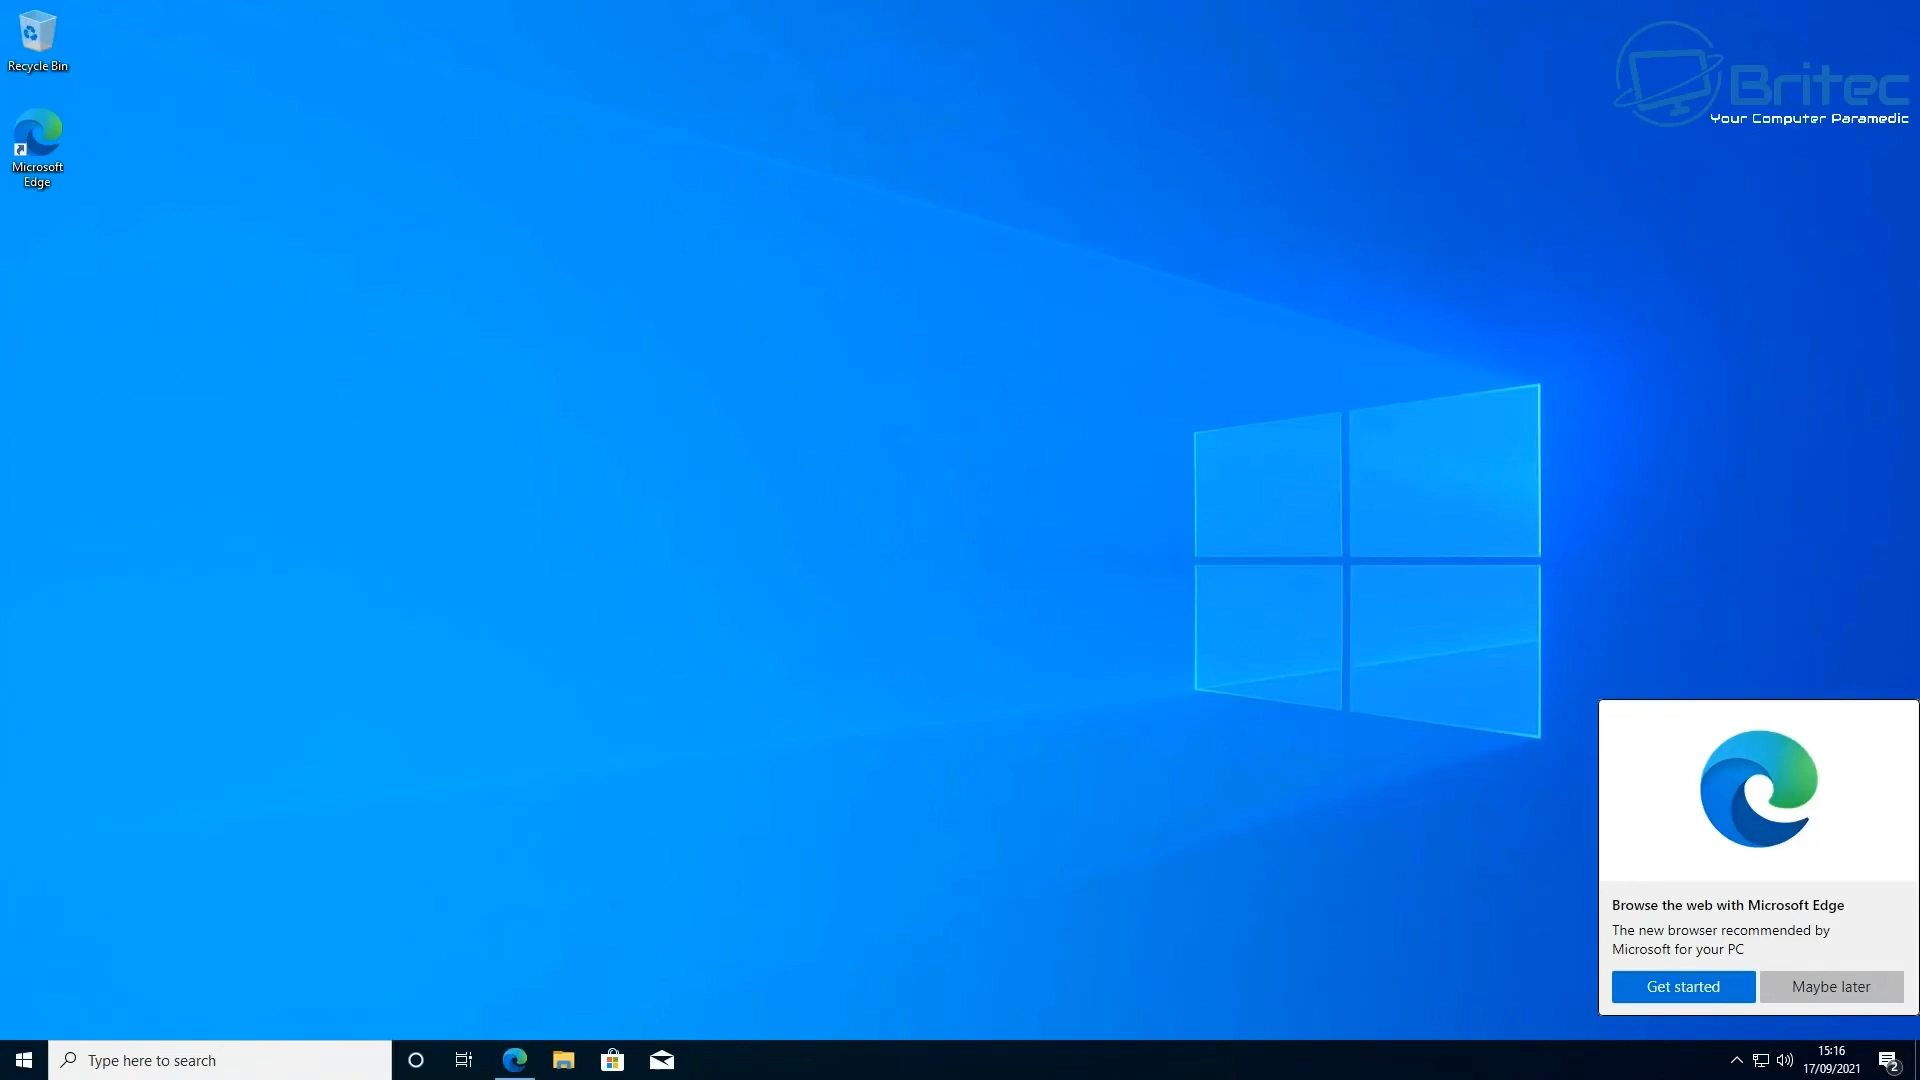 Recycle Bin
Microsoft
Edge
Britec
Your Computer Paramedic
Browse the web with Microsoft Edge
The new browser recommended by
Microsoft for your PC
Get started
Maybe later
Type here to search
15:16
17/09/2021
2